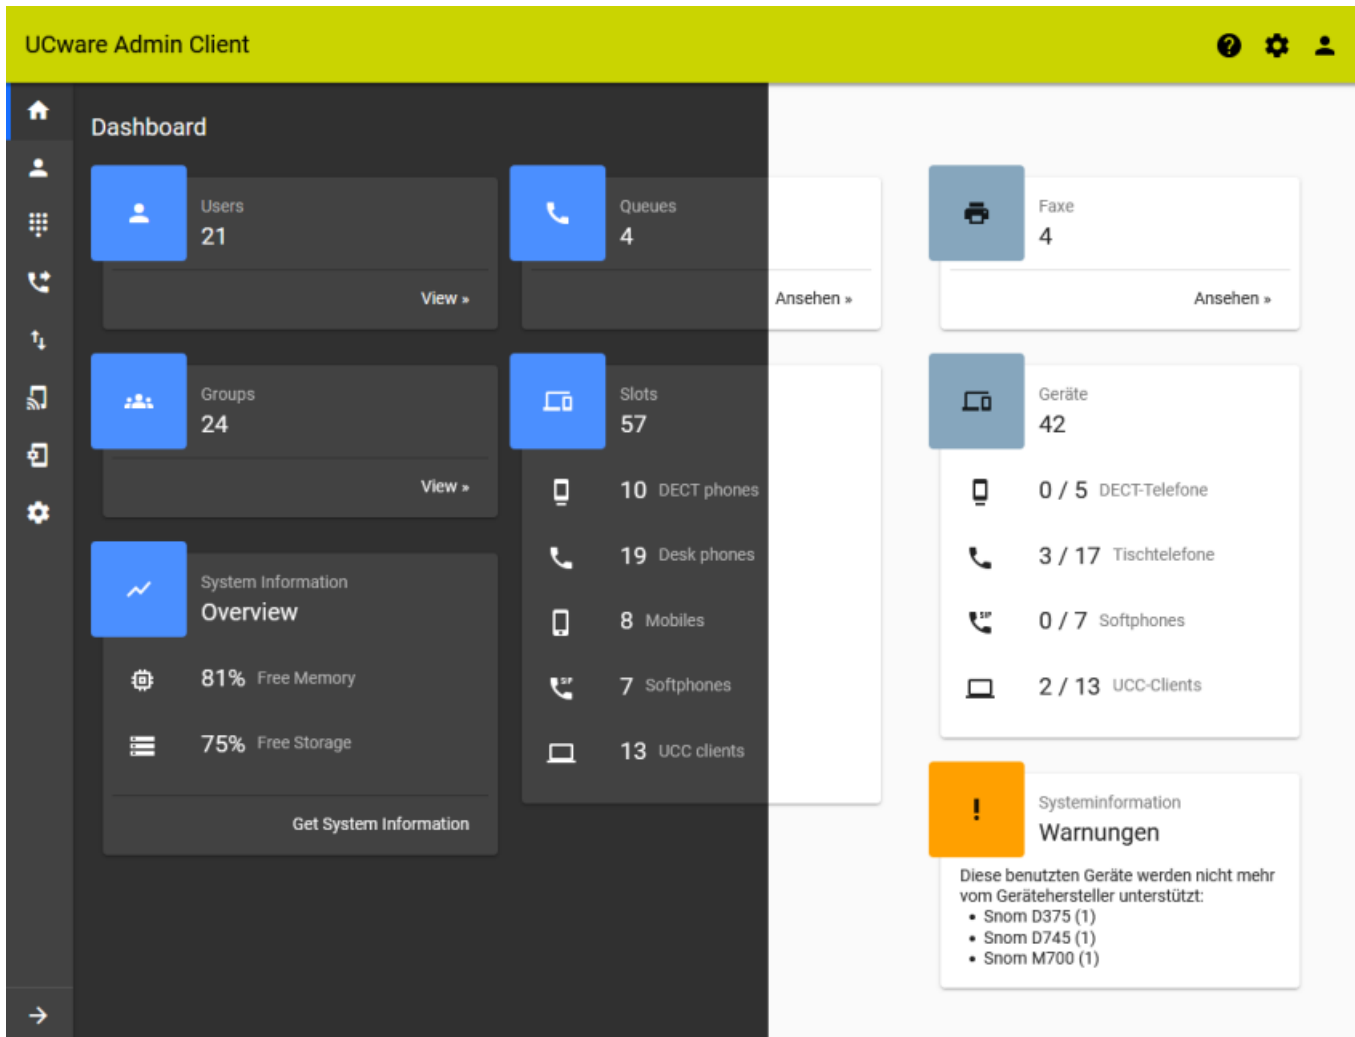 UCware Admin Client
Dashboard
Users
21
View »
Queues
4
Ansehen »
Faxe
4
Ansehen »
Groups
24
View »
Slots
57
10 DECT phones
19 Desk phones
8 Mobiles
7 Softphones
13 UCC clients
Geräte
42
0 / 5 DECT-Telefone
3 / 17 Tischtelefone
0 / 7 Softphones
2 / 13 UCC-Clients
System Information
Overview
81% Free Memory
75% Free Storage
Get System Information
Systeminformation
Warnungen
Diese benutzten Geräte werden nicht mehr
vom Gerätehersteller unterstützt:
• Snom D375 (1)
• Snom D745 (1)
• Snom M700 (1)